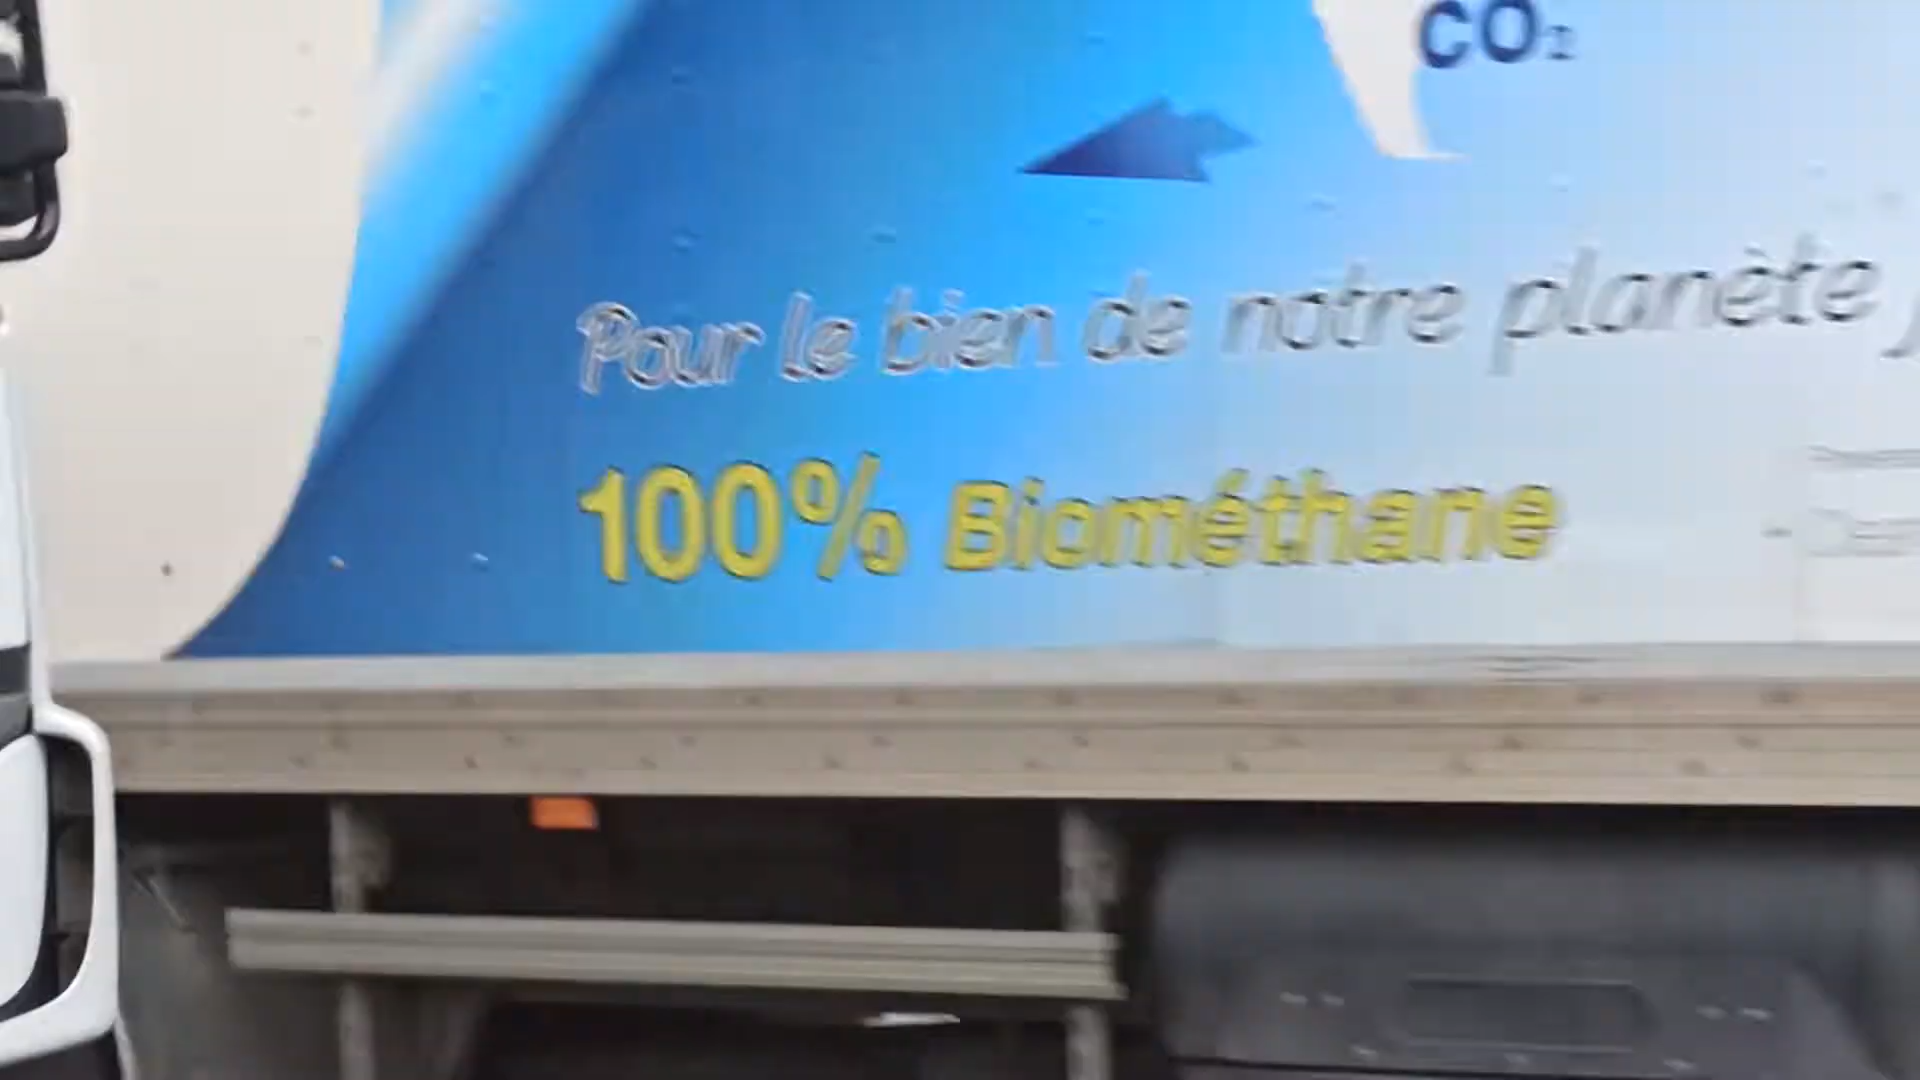 CO₂
Pour le bien de notre planète
100% Biométhane